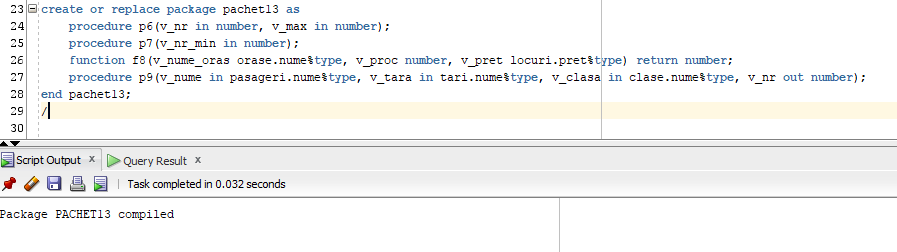 23 create or replace package pachet13 as
24 procedure p6(v_nr in number, v_max in number);
25 procedure p7(v_nr_min in number);
26 function f8(v_nume_oras orase.nume%type, v_proc number, v_pret locuri.pret%type) return number;
27 procedure p9(v_nume in pasageri.nume%type, v_tara in tari.nume%type, v_clasa in clase.nume%type, v_nr out number);
28 end pachet13;
29 /
30
Script Output x Query Result x
Task completed in 0.032 seconds
Package PACHET13 compiled